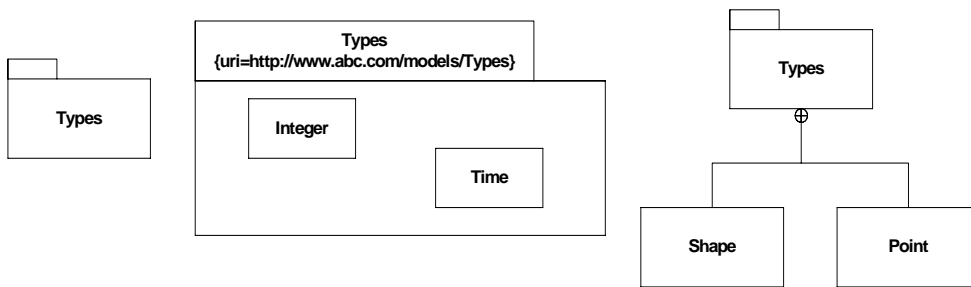 Types
Types
{uri=http://www.abc.com/models/Types}
Integer
Time
Types
Shape
Point